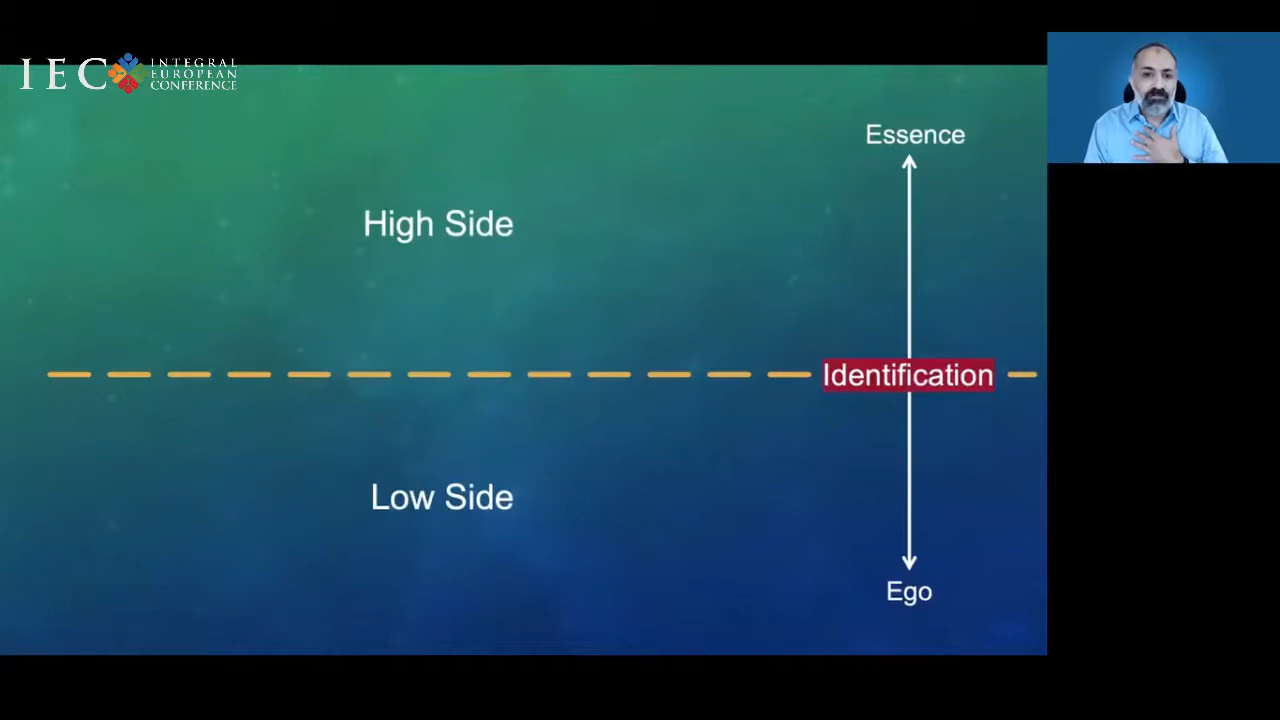 IEC
INTEGRAL
EUROPEAN
CONFERENCE
Essence
High Side
Identification
Low Side
Ego